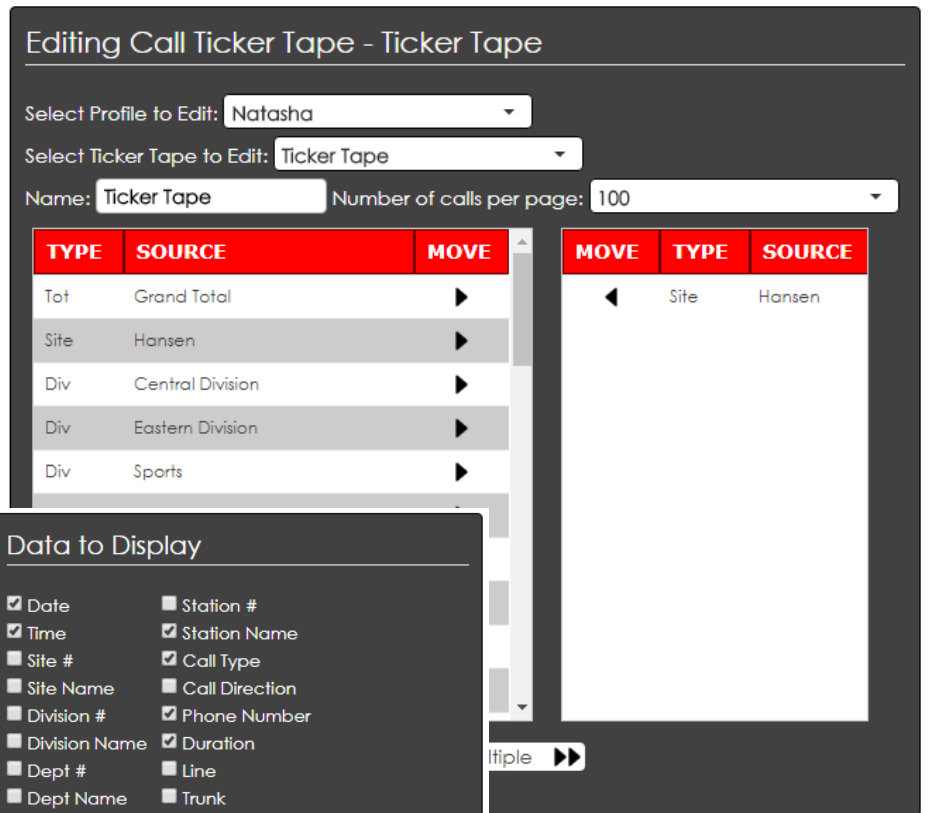 Editing Call Ticker Tape - Ticker Tape
Select Profile to Edit: Natasha
Select Ticker Tape to Edit: Ticker Tape
Name: Ticker Tape Number of calls per page: 100
TYPE SOURCE MOVE
Tot Grand Total
Site Hansen
Div Central Division
Div Eastern Division
Div Sports
MOVE TYPE SOURCE
Site Hansen
ltiple
Data to Display
Date Station #
Time Station Name
Site # Call Type
Site Name Call Direction
Division # Phone Number
Division Name Duration
Dept # Line
Dept Name Trunk